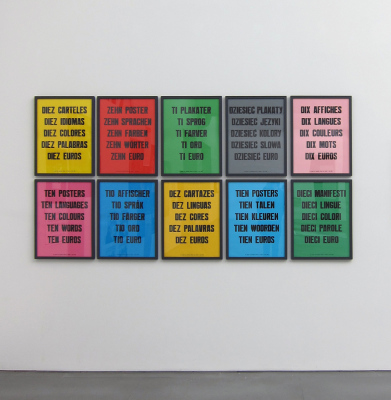 DIEZ CARTELES
DIEZ IDIOMAS
DIEZ COLORES
DIEZ PALABRAS
DIEZ EUROS
ZEHN POSTER
ZEHN SPRACHEN
ZEHN FARBEN
ZEHN WÖRTER
ZEHN EURO
TI PLAKATER
TI SPROG
TI FARVER
TI ORD
TI EURO
DZIESIEC PLAKATY
DZIESIEC JEZYKI
DZIESIEC KOLORY
DZIESIEC SLOWA
DZIESIEC EURO
DIX AFFICHES
DIX LANGUES
DIX COULEURS
DIX MOTS
DIX EUROS
TEN POSTERS
TEN LANGUAGES
TEN COLOURS
TEN WORDS
TEN EUROS
TIO AFFISCHER
TIO SPRÅK
TIO FÄRGER
TIO ORD
TIO EURO
DEZ CARTAZES
DEZ LINGUAS
DEZ CORES
DEZ PALAVRAS
DEZ EUROS
TIEN POSTERS
TIEN TALEN
TIEN KLEUREN
TIEN WOORDEN
TIEN EUROS
DIECI MANIFESTI
DIECI LINGUE
DIECI COLORI
DIECI PAROLE
DIECI EURO